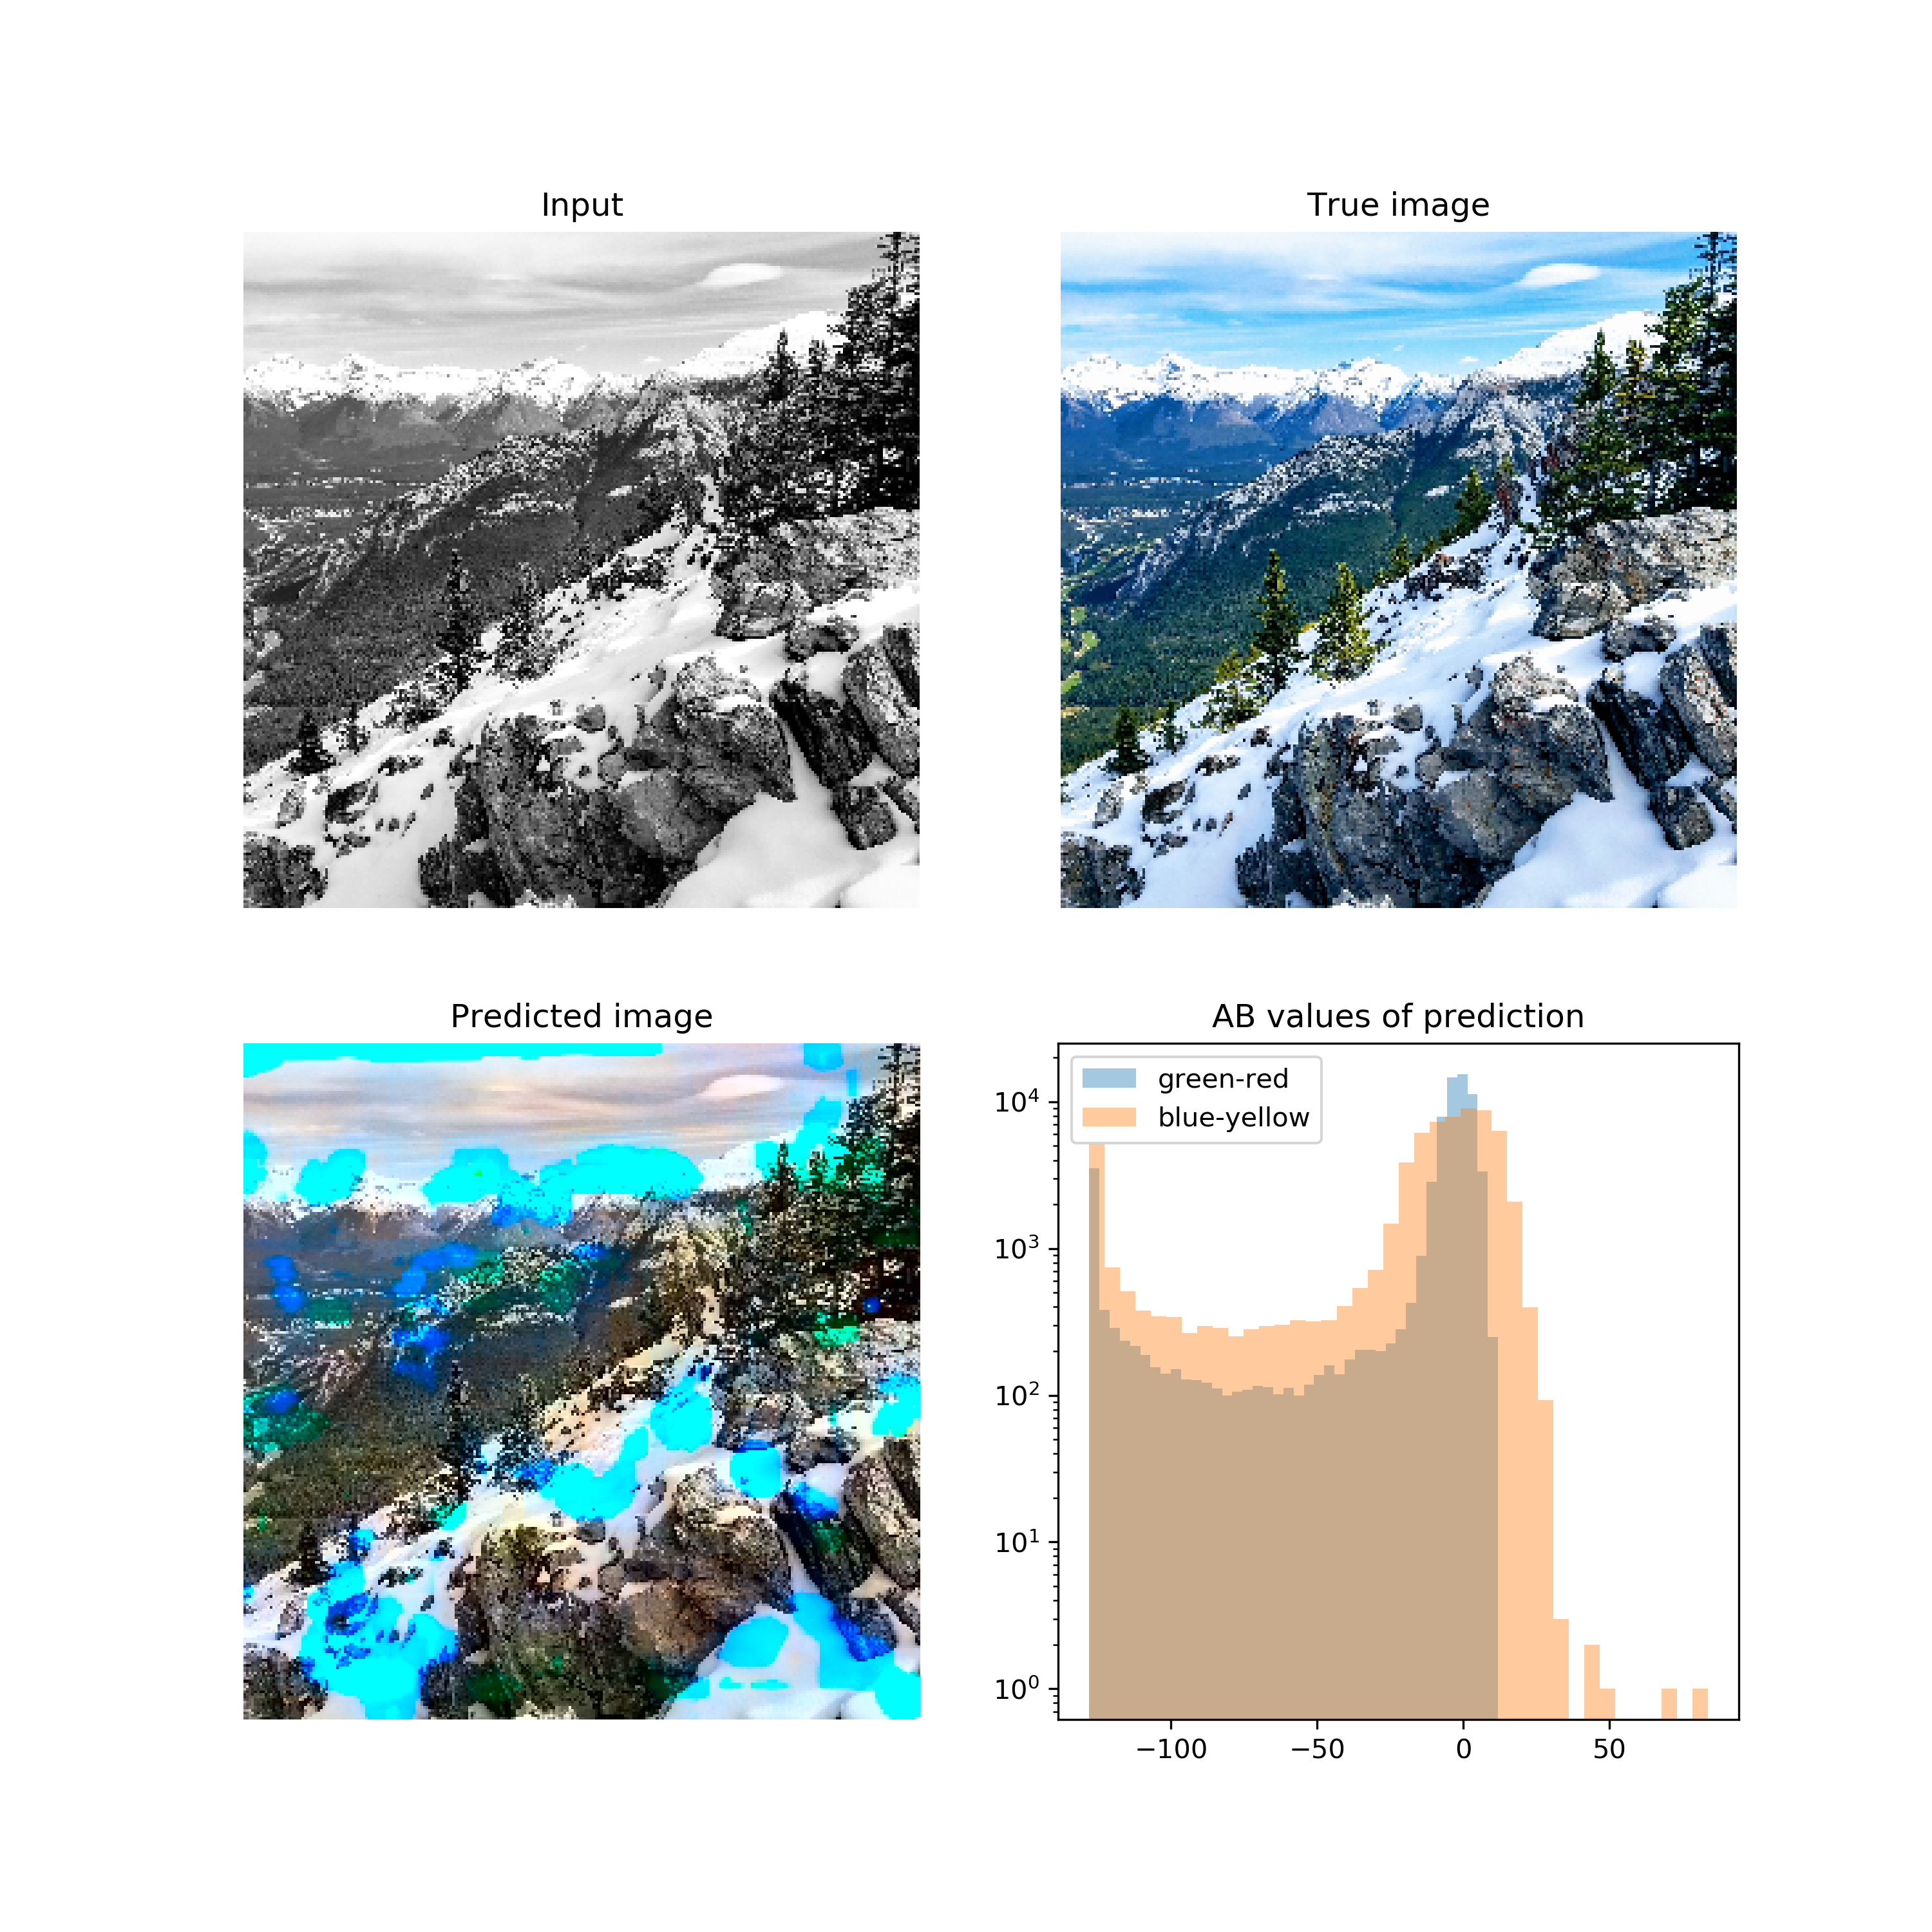 Input
True image
Predicted image
AB values of prediction
green-red
blue-yellow
10⁴
10³
10²
10¹
10⁰
−100
−50
0
50